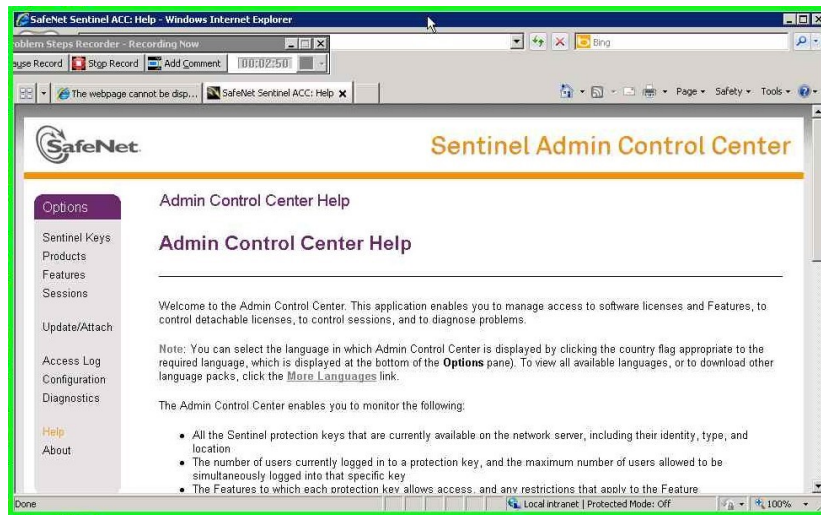 SafeNet Sentinel ACC: Help - Windows Internet Explorer
oblem Steps Recorder - Recording Now
Bing
ause Record Stop Record Add Comment 00:02:50
The webpage cannot be disp... SafeNet Sentinel ACC: Help
Page Safety Tools
SafeNet.
Sentinel Admin Control Center
Options
Sentinel Keys
Products
Features
Sessions
Update/Attach
Access Log
Configuration
Diagnostics
Help
About
Admin Control Center Help
Admin Control Center Help
Welcome to the Admin Control Center. This application enables you to manage access to software licenses and Features, to
control detachable licenses, to control sessions, and to diagnose problems.
Note: You can select the language in which Admin Control Center is displayed by clicking the country flag appropriate to the
required language, which is displayed at the bottom of the Options pane). To view all available languages, or to download other
language packs, click the More Languages link.
The Admin Control Center enables you to monitor the following:
• All the Sentinel protection keys that are currently available on the network server, including their identity, type, and
location
• The number of users currently logged in to a protection key, and the maximum number of users allowed to be
simultaneously logged into that specific key
• The Features to which each protection key allows access, and any restrictions that apply to the Feature
Done
Local intranet | Protected Mode: Off
100%